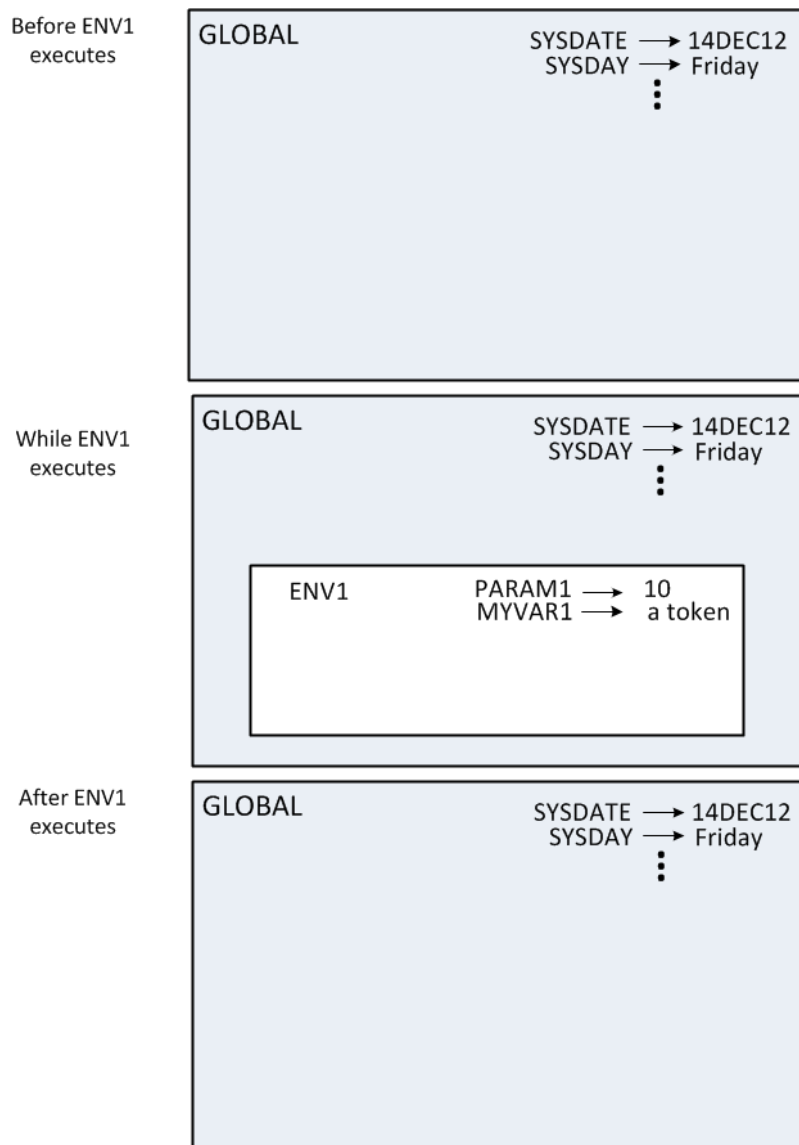 Before ENV1
executes
GLOBAL
SYSDATE → 14DEC12
SYSDAY → Friday
While ENV1
executes
GLOBAL
SYSDATE → 14DEC12
SYSDAY → Friday
ENV1
PARAM1 → 10
MYVAR1 → a token
After ENV1
executes
GLOBAL
SYSDATE → 14DEC12
SYSDAY → Friday